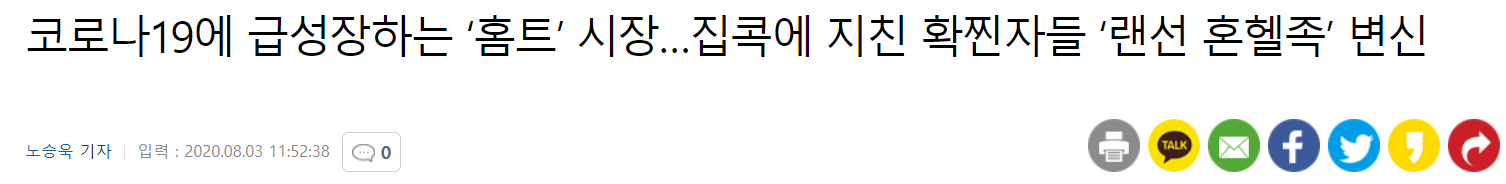 코로나19에 급성장하는 ‘홈트’ 시장…집콕에 지친 확찐자들 ‘랜선 혼헬족’ 변신
노승욱 기자 | 입력 : 2020.08.03 11:52:38 0 TALK